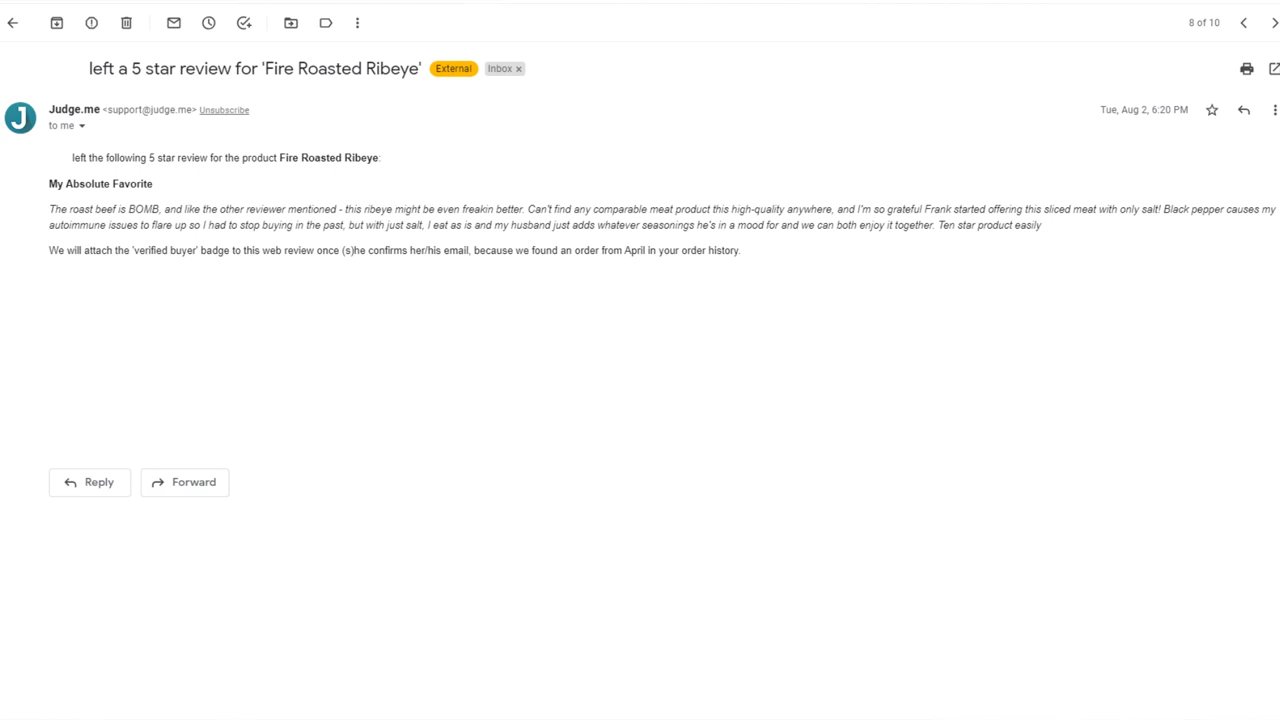 8 of 10
left a 5 star review for 'Fire Roasted Ribeye' External Inbox ×
J Judge.me <support@judge.me> Unsubscribe Tue, Aug 2, 6:20 PM
to me
left the following 5 star review for the product Fire Roasted Ribeye:
My Absolute Favorite
The roast beef is BOMB, and like the other reviewer mentioned - this ribeye might be even freakin better. Can't find any comparable meat product this high-quality anywhere, and I'm so grateful Frank started offering this sliced meat with only salt! Black pepper causes my
autoimmune issues to flare up so I had to stop buying in the past, but with just salt, I eat as is and my husband just adds whatever seasonings he's in a mood for and we can both enjoy it together. Ten star product easily
We will attach the 'verified buyer' badge to this web review once (s)he confirms her/his email, because we found an order from April in your order history.
Reply Forward